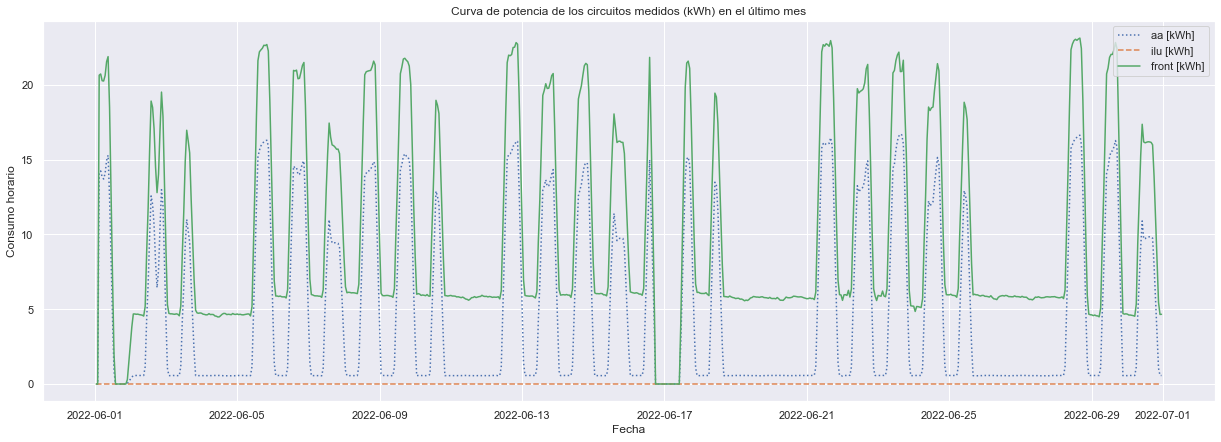 Curva de potencia de los circuitos medidos (kWh) en el último mes
aa [kWh]
ilu [kWh]
front [kWh]
Consumo horario
20
15
10
5
0
2022-06-01
2022-06-05
2022-06-09
2022-06-13
2022-06-17
2022-06-21
2022-06-25
2022-06-29
2022-07-01
Fecha